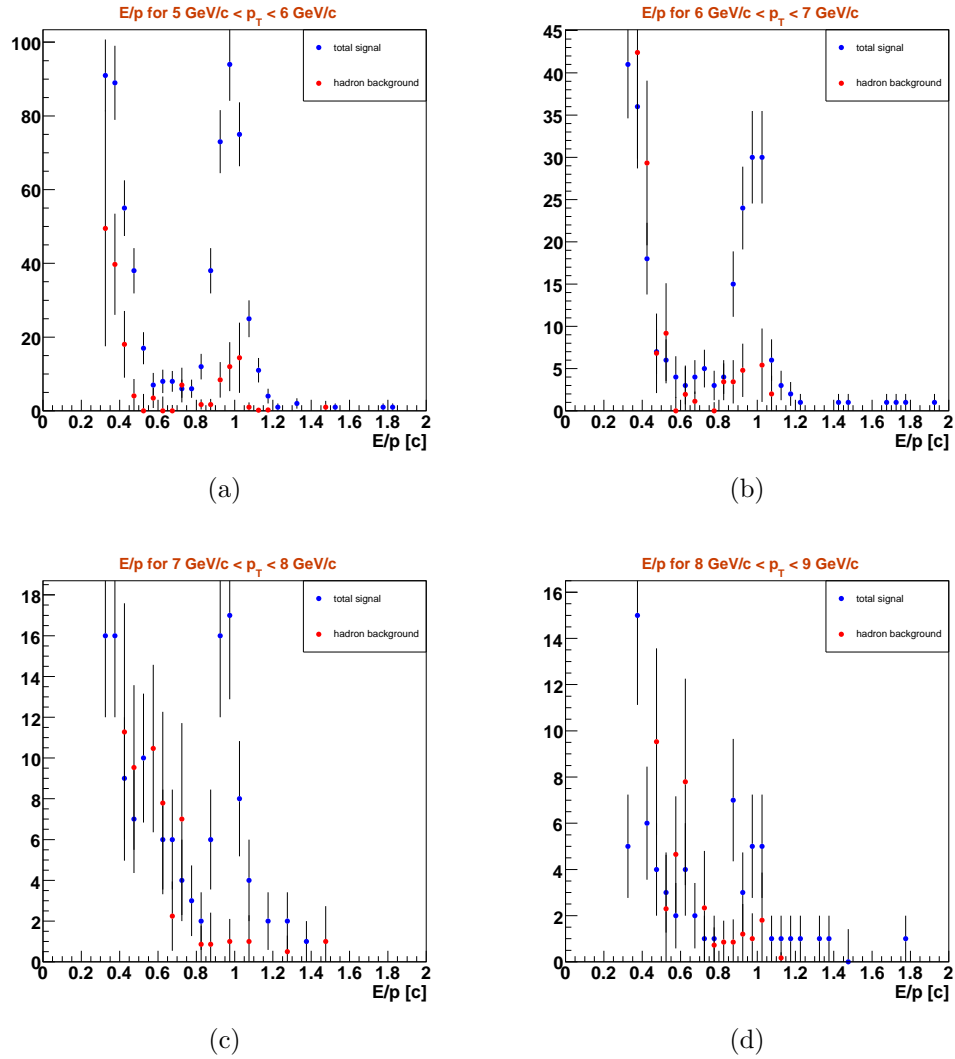 E/p for 5 GeV/c < p_T < 6 GeV/c
total signal
hadron background
100
80
60
40
20
0
0 0.2 0.4 0.6 0.8 1 1.2 1.4 1.6 1.8 2
E/p [c]
(a)
E/p for 6 GeV/c < p_T < 7 GeV/c
total signal
hadron background
45
40
35
30
25
20
15
10
5
0
0 0.2 0.4 0.6 0.8 1 1.2 1.4 1.6 1.8 2
E/p [c]
(b)
E/p for 7 GeV/c < p_T < 8 GeV/c
total signal
hadron background
18
16
14
12
10
8
6
4
2
0
0 0.2 0.4 0.6 0.8 1 1.2 1.4 1.6 1.8 2
E/p [c]
(c)
E/p for 8 GeV/c < p_T < 9 GeV/c
total signal
hadron background
16
14
12
10
8
6
4
2
0
0 0.2 0.4 0.6 0.8 1 1.2 1.4 1.6 1.8 2
E/p [c]
(d)